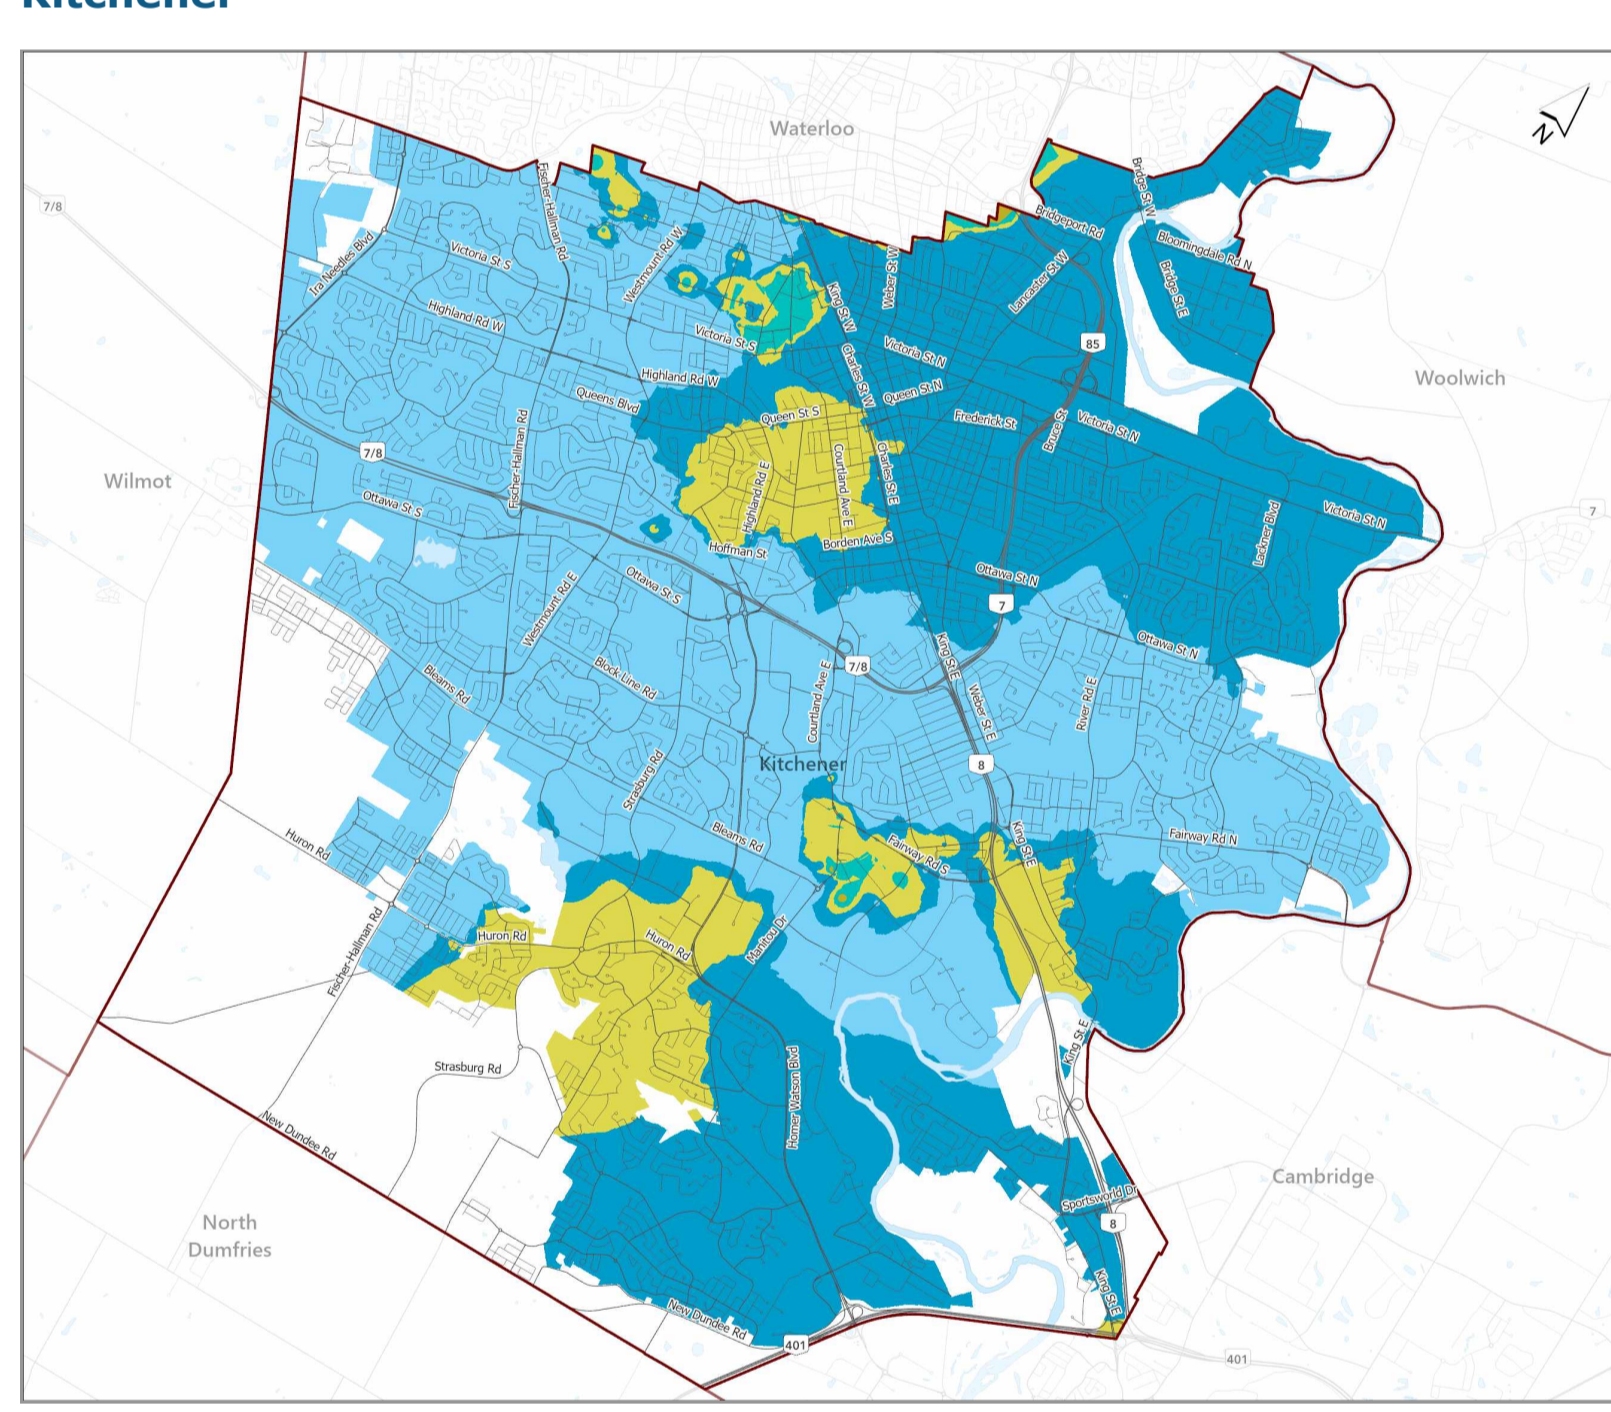 Kitchener
Waterloo
N
7/8
Fischer-Hallman Rd
Bridge St W
Bridgeport Rd
Bloomingdale Rd N
Ira Needles Blvd
Victoria St S
Westmount Rd W
Weber St W
Lancaster St W
Bridge St E
Highland Rd W
King St W
Victoria St S
85
Victoria St N
Charles St W
Woolwich
Highland Rd W
Queens Blvd
Queen St N
Queen St S
Frederick St
Bruce St
Victoria St N
7/8
Fischer-Hallman Rd
Wilmot
Highland Rd E
Courtland Ave E
Charles St E
Ottawa St S
Lackner Blvd
Victoria St N
7
Hoffman St
Borden Ave S
Ottawa St S
Ottawa St N
7
Westmount Rd E
Ottawa St N
Bleams Rd
Block Line Rd
7/8
King St E
Courtland Ave E
Weber St E
River Rd E
Kitchener
8
Strasburg Rd
Huron Rd
Bleams Rd
Fairway Rd S
King St E
Fairway Rd N
Fischer-Hallman Rd
Huron Rd
Huron Rd
Manitou Dr
King St E
Strasburg Rd
Homer Watson Blvd
New Dundee Rd
Cambridge
Sportsworld Dr
North
Dumfries
8
King St E
New Dundee Rd
401
401